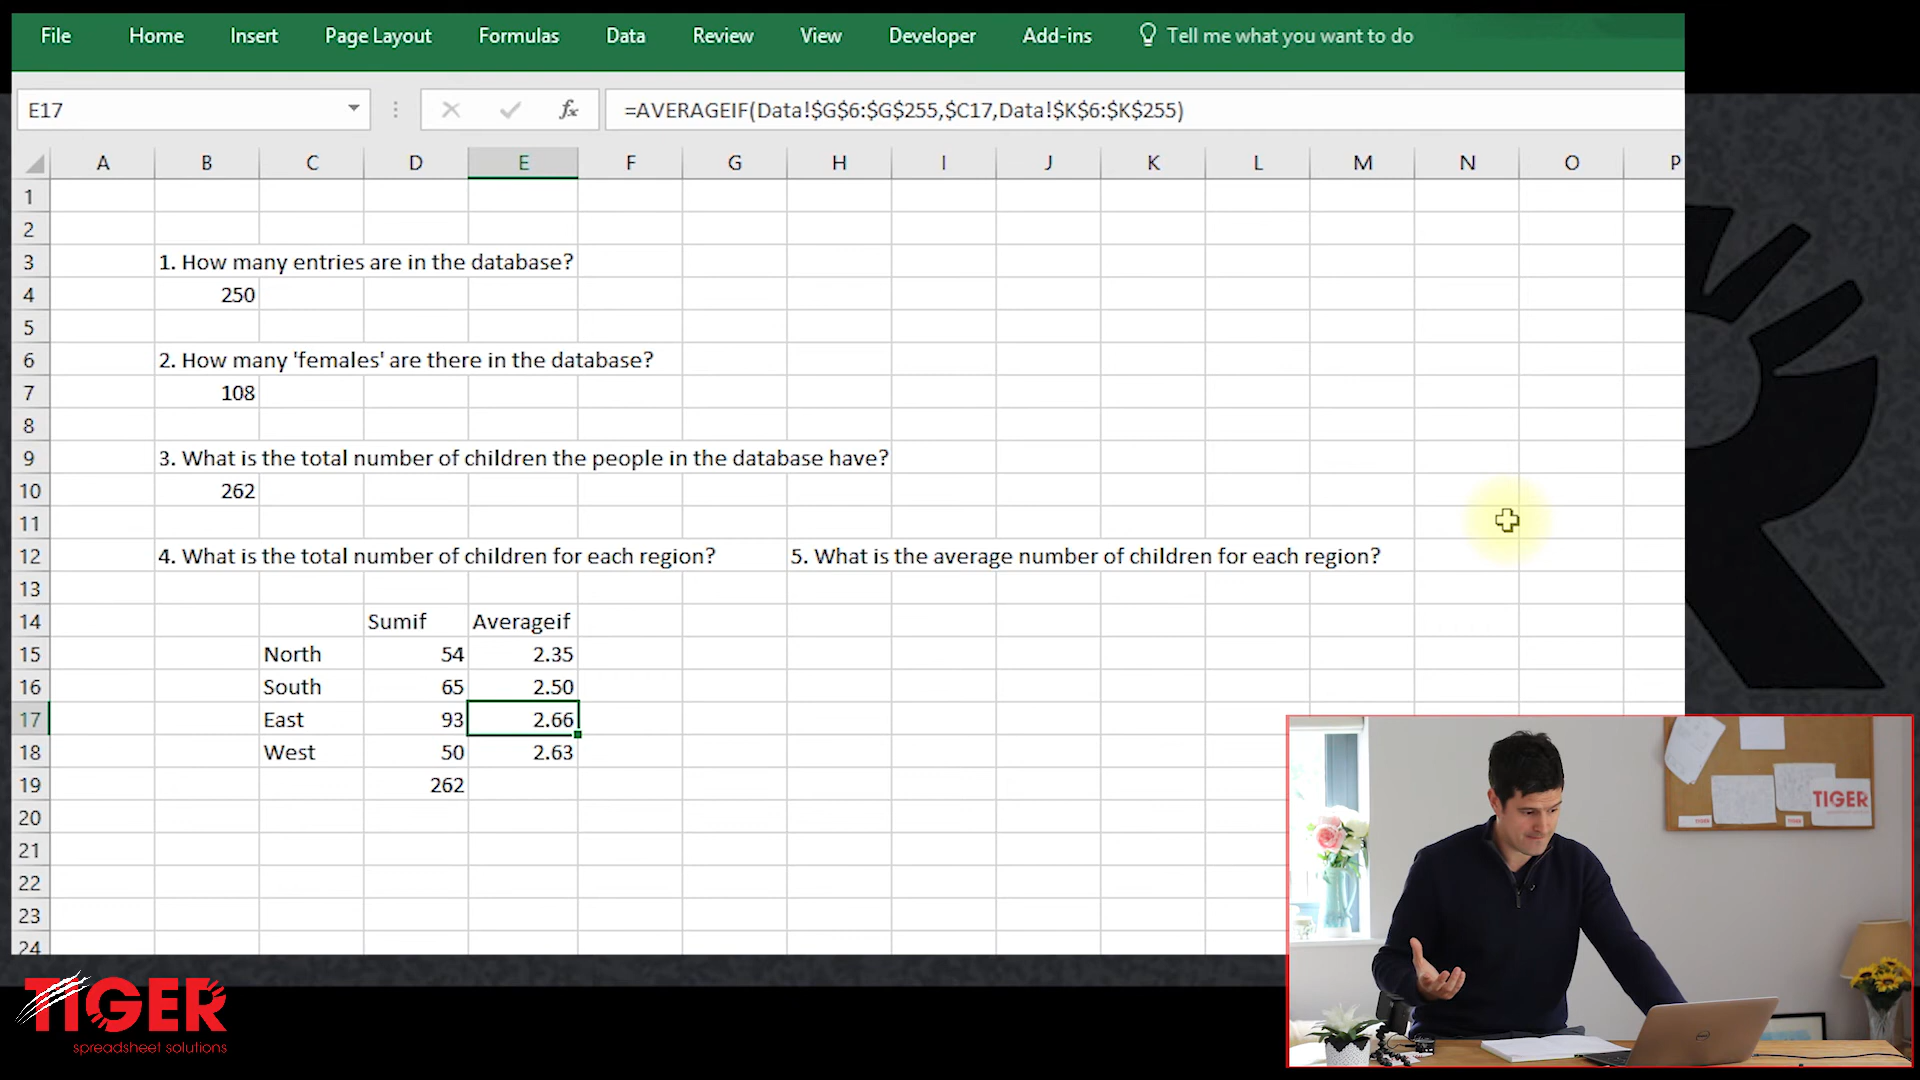 File Home Insert Page Layout Formulas Data Review View Developer Add-ins Tell me what you want to do
E17 fx =AVERAGEIF(Data!$G$6:$G$255,$C17,Data!$K$6:$K$255)
A B C D E F G H I J K L M N O P
1
2
3 1. How many entries are in the database?
4 250
5
6 2. How many 'females' are there in the database?
7 108
8
9 3. What is the total number of children the people in the database have?
10 262
11
12 4. What is the total number of children for each region? 5. What is the average number of children for each region?
13
14 Sumif Averageif
15 North 54 2.35
16 South 65 2.50
17 East 93 2.66
18 West 50 2.63
19 262
20
21
22
23
24
TIGER
TIGER
spreadsheet solutions